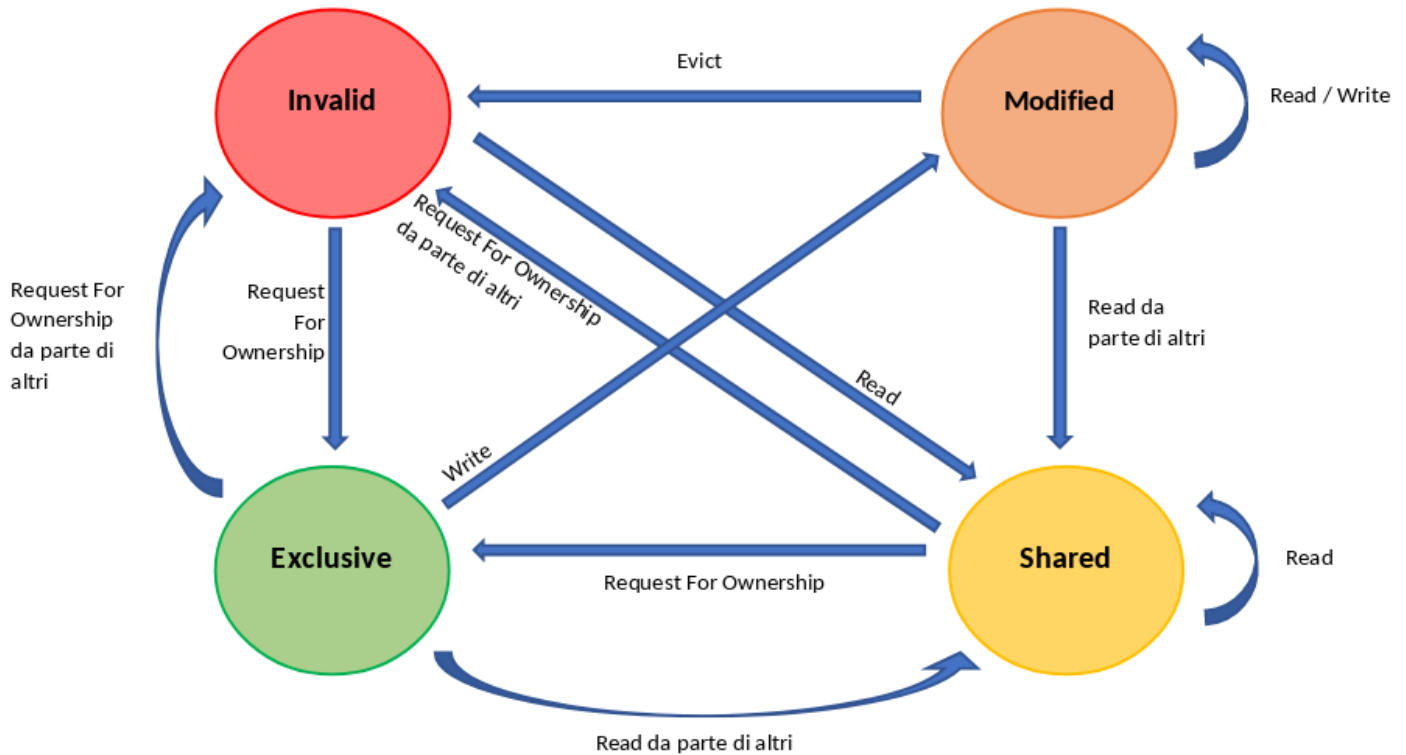 Invalid
Evict
Modified
Read / Write
Request For Ownership
da parte di altri
Request For
Ownership
da parte di
altri
Request
For
Ownership
Read da
parte di altri
Read
Write
Exclusive
Shared
Read
Request For Ownership
Read da parte di altri